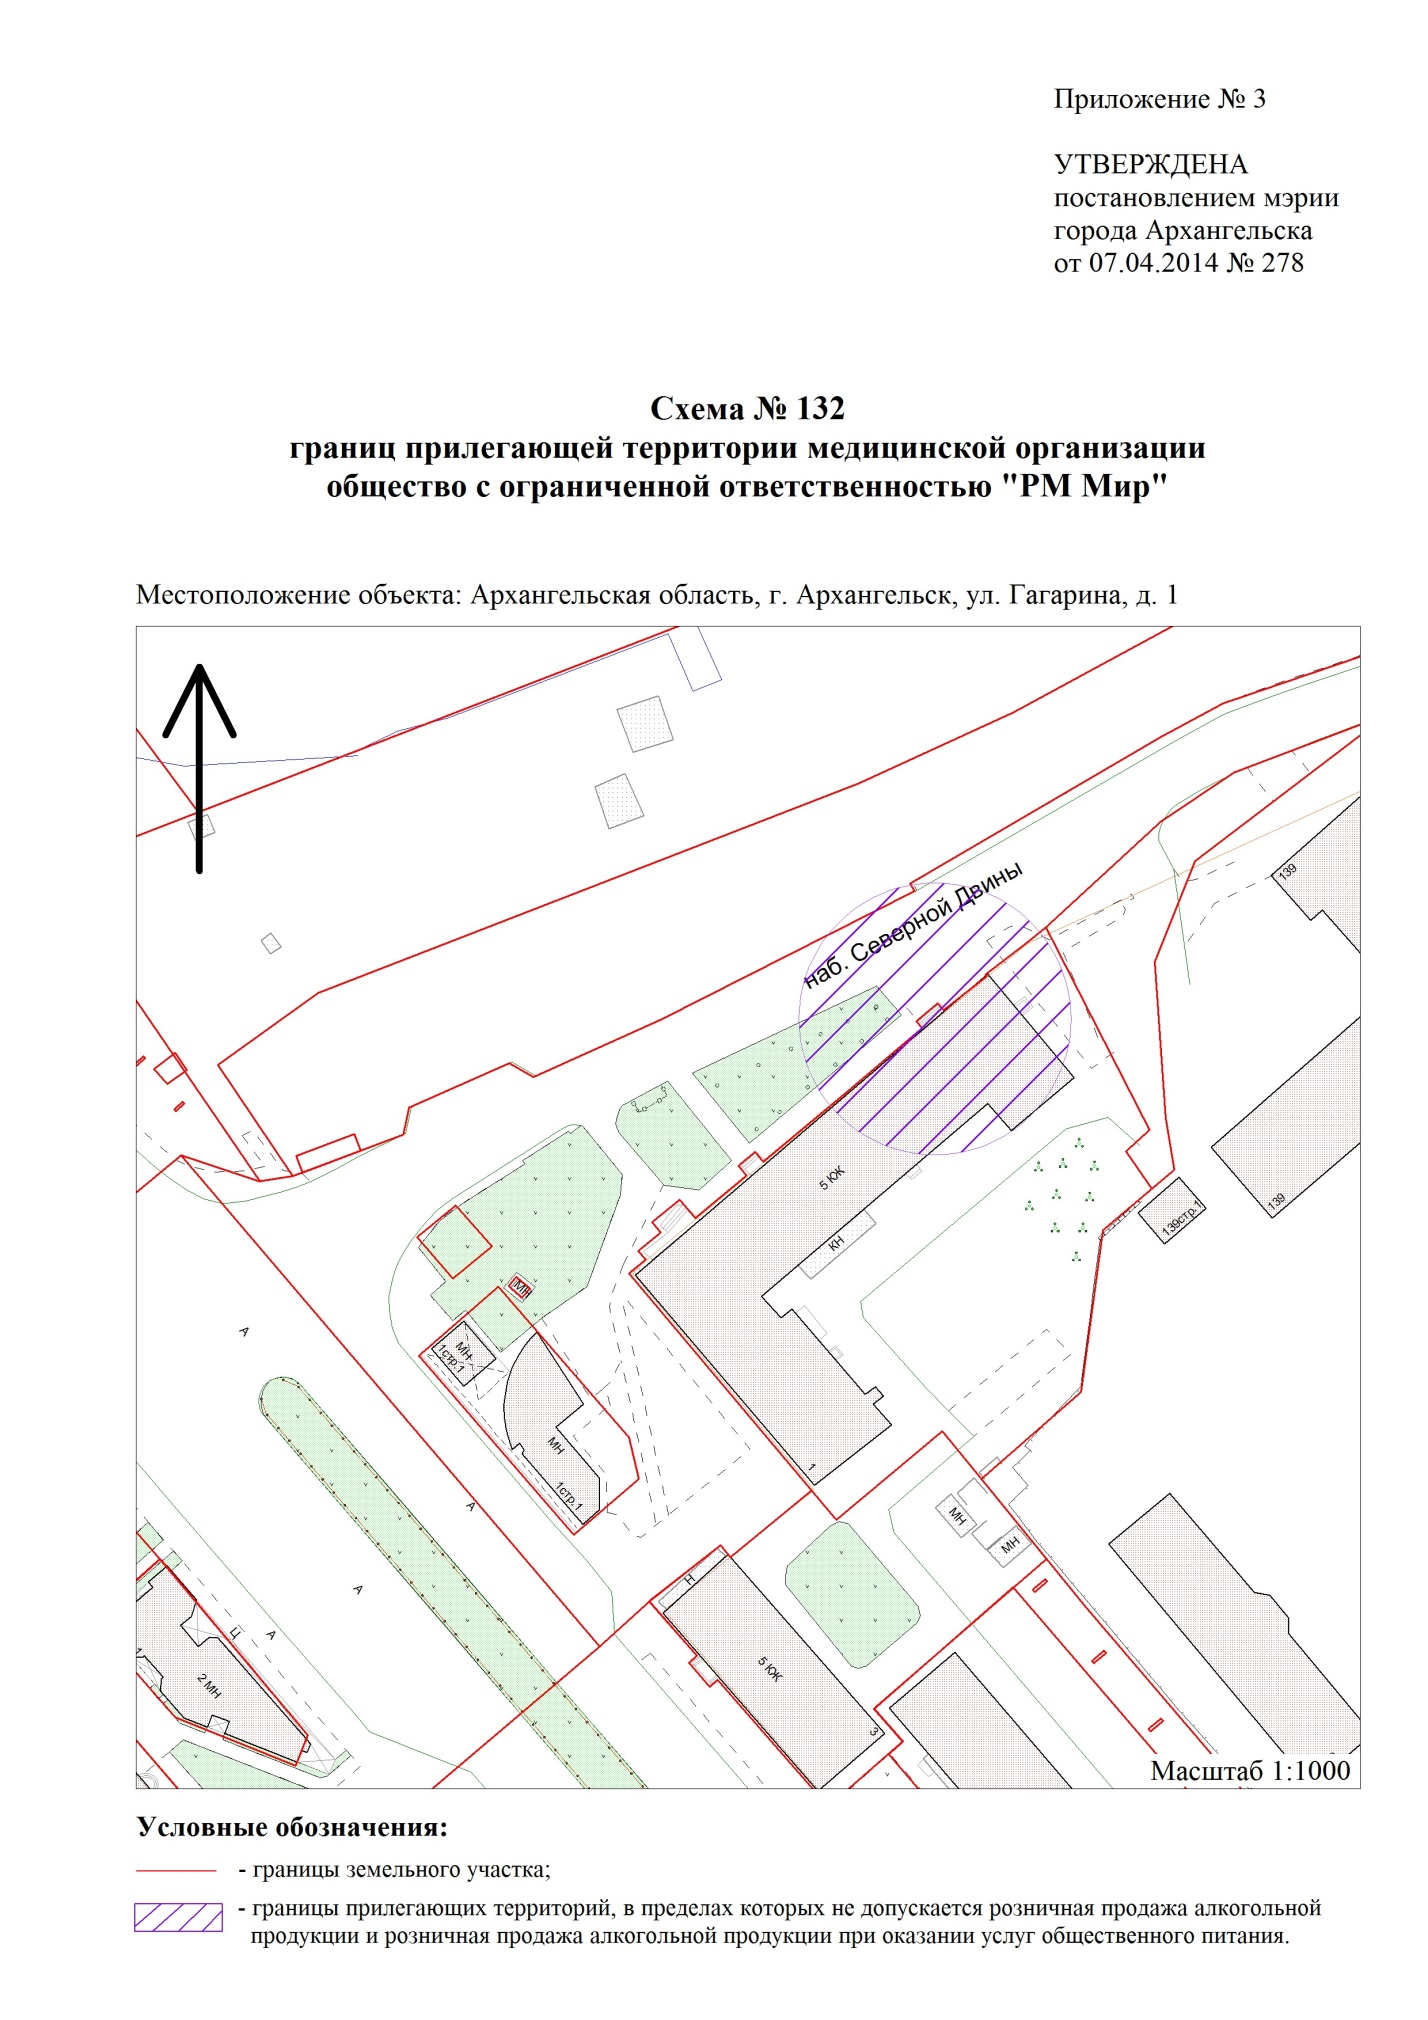 Приложение № 3
УТВЕРЖДЕНА
постановлением мэрии
города Архангельска
от 07.04.2014 № 278
Схема № 132
границ прилегающей территории медицинской организации
общество с ограниченной ответственностью "РМ Мир"
Местоположение объекта: Архангельская область, г. Архангельск, ул. Гагарина, д. 1
139
наб. Северной Двины
5 КЖ
КН
139
139стр.1
МН
А
МН
1стр.1
МН
1стр.1
1
А
МН
МН
А
Н
А
Ц
5 КЖ
2 МН
3
Масштаб 1:1000
Условные обозначения:
- границы земельного участка;
- границы прилегающих территорий, в пределах которых не допускается розничная продажа алкогольной
продукции и розничная продажа алкогольной продукции при оказании услуг общественного питания.